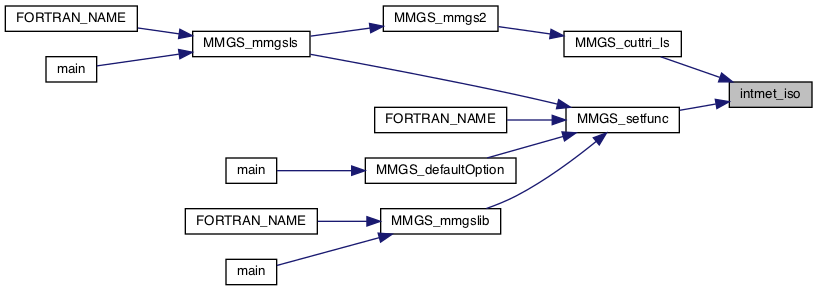 FORTRAN_NAME
MMGS_mmgs2
MMGS_mmgsls
MMGS_cuttri_ls
main
intmet_iso
FORTRAN_NAME
MMGS_setfunc
main
MMGS_defaultOption
FORTRAN_NAME
MMGS_mmgslib
main